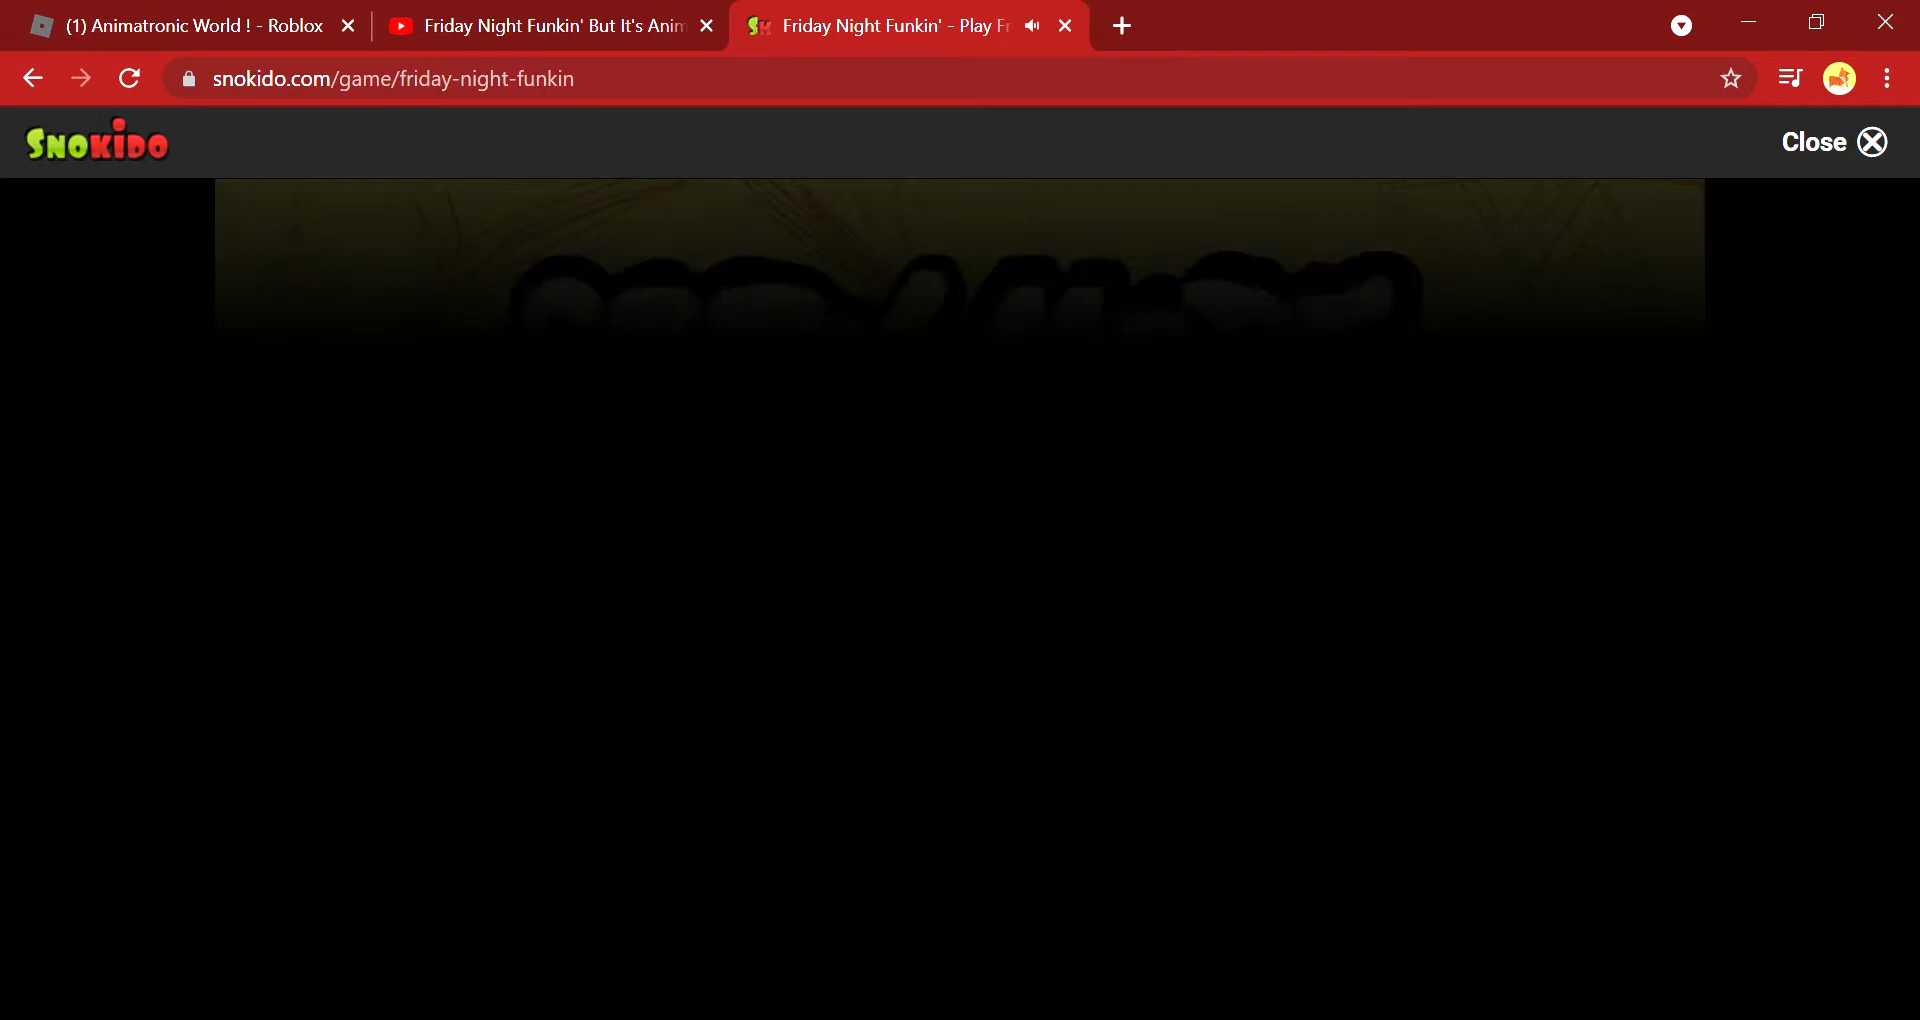 (1) Animatronic World ! - Roblox
Friday Night Funkin' But It's Anim
Friday Night Funkin' - Play Fr
snokido.com/game/friday-night-funkin
SNOKIDO
Close